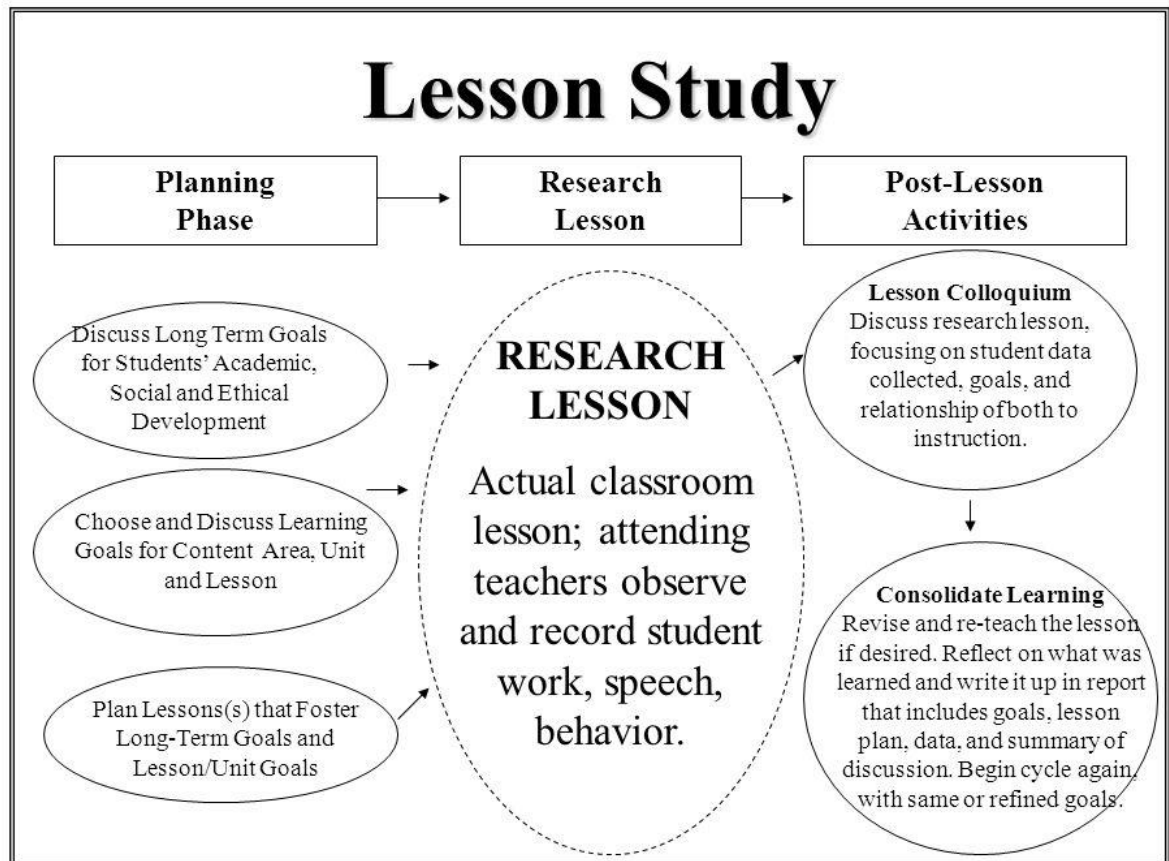 Lesson Study
Planning
Phase
Research
Lesson
Post-Lesson
Activities
Discuss Long Term Goals
for Students’ Academic,
Social and Ethical
Development
Choose and Discuss Learning
Goals for Content Area, Unit
and Lesson
Plan Lessons(s) that Foster
Long-Term Goals and
Lesson/Unit Goals
RESEARCH
LESSON
Actual classroom
lesson; attending
teachers observe
and record student
work, speech,
behavior.
Lesson Colloquium
Discuss research lesson,
focusing on student data
collected, goals, and
relationship of both to
instruction.
Consolidate Learning
Revise and re-teach the lesson
if desired. Reflect on what was
learned and write it up in report
that includes goals, lesson
plan, data, and summary of
discussion. Begin cycle again,
with same or refined goals.